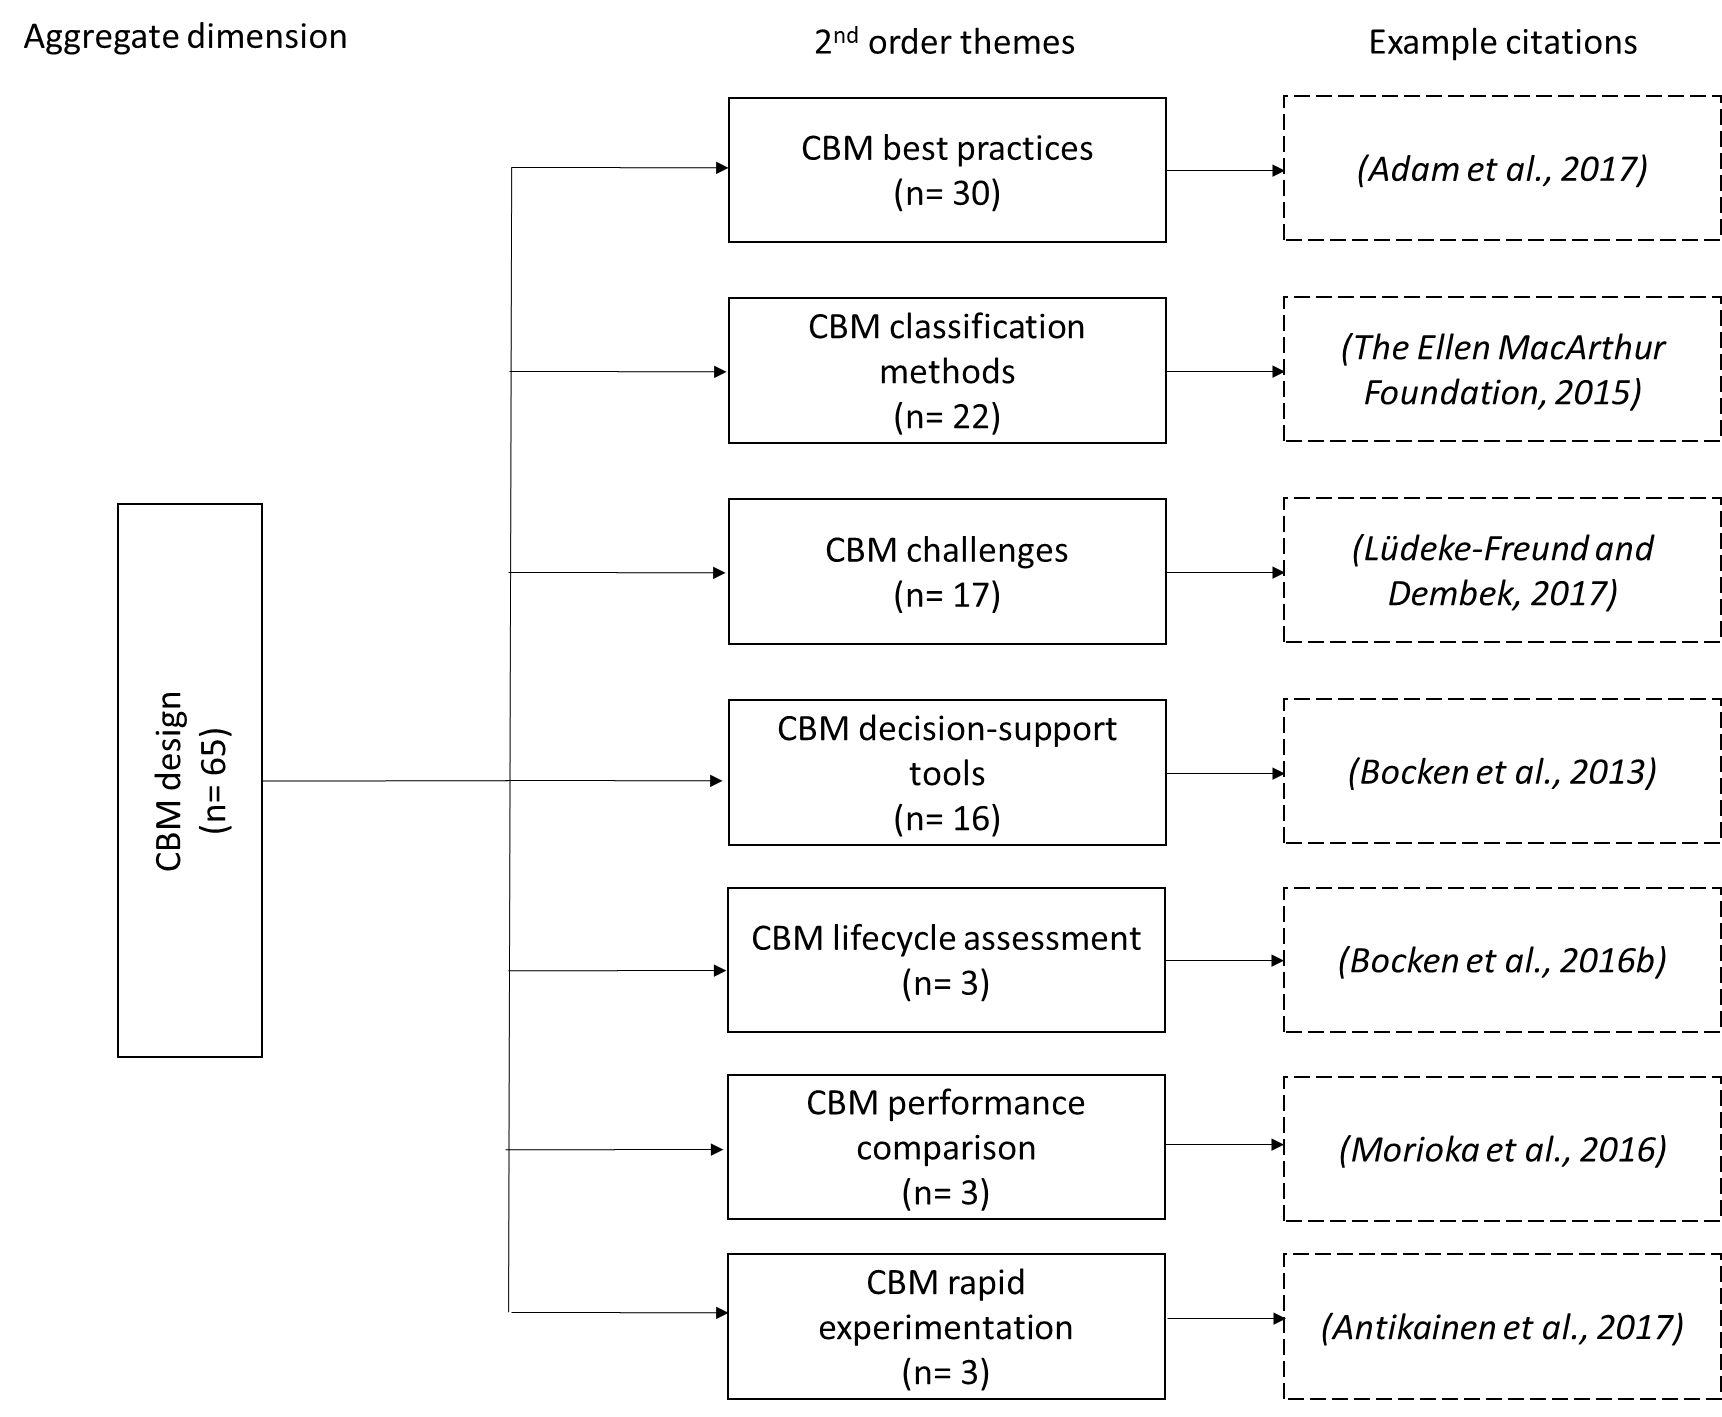 Aggregate dimension
2nd order themes
Example citations
CBM design
(n= 65)
CBM best practices
(n= 30)
(Adam et al., 2017)
CBM classification
methods
(n= 22)
(The Ellen MacArthur
Foundation, 2015)
CBM challenges
(n= 17)
(Lüdeke-Freund and
Dembek, 2017)
CBM decision-support
tools
(n= 16)
(Bocken et al., 2013)
CBM lifecycle assessment
(n= 3)
(Bocken et al., 2016b)
CBM performance
comparison
(n= 3)
(Morioka et al., 2016)
CBM rapid
experimentation
(n= 3)
(Antikainen et al., 2017)